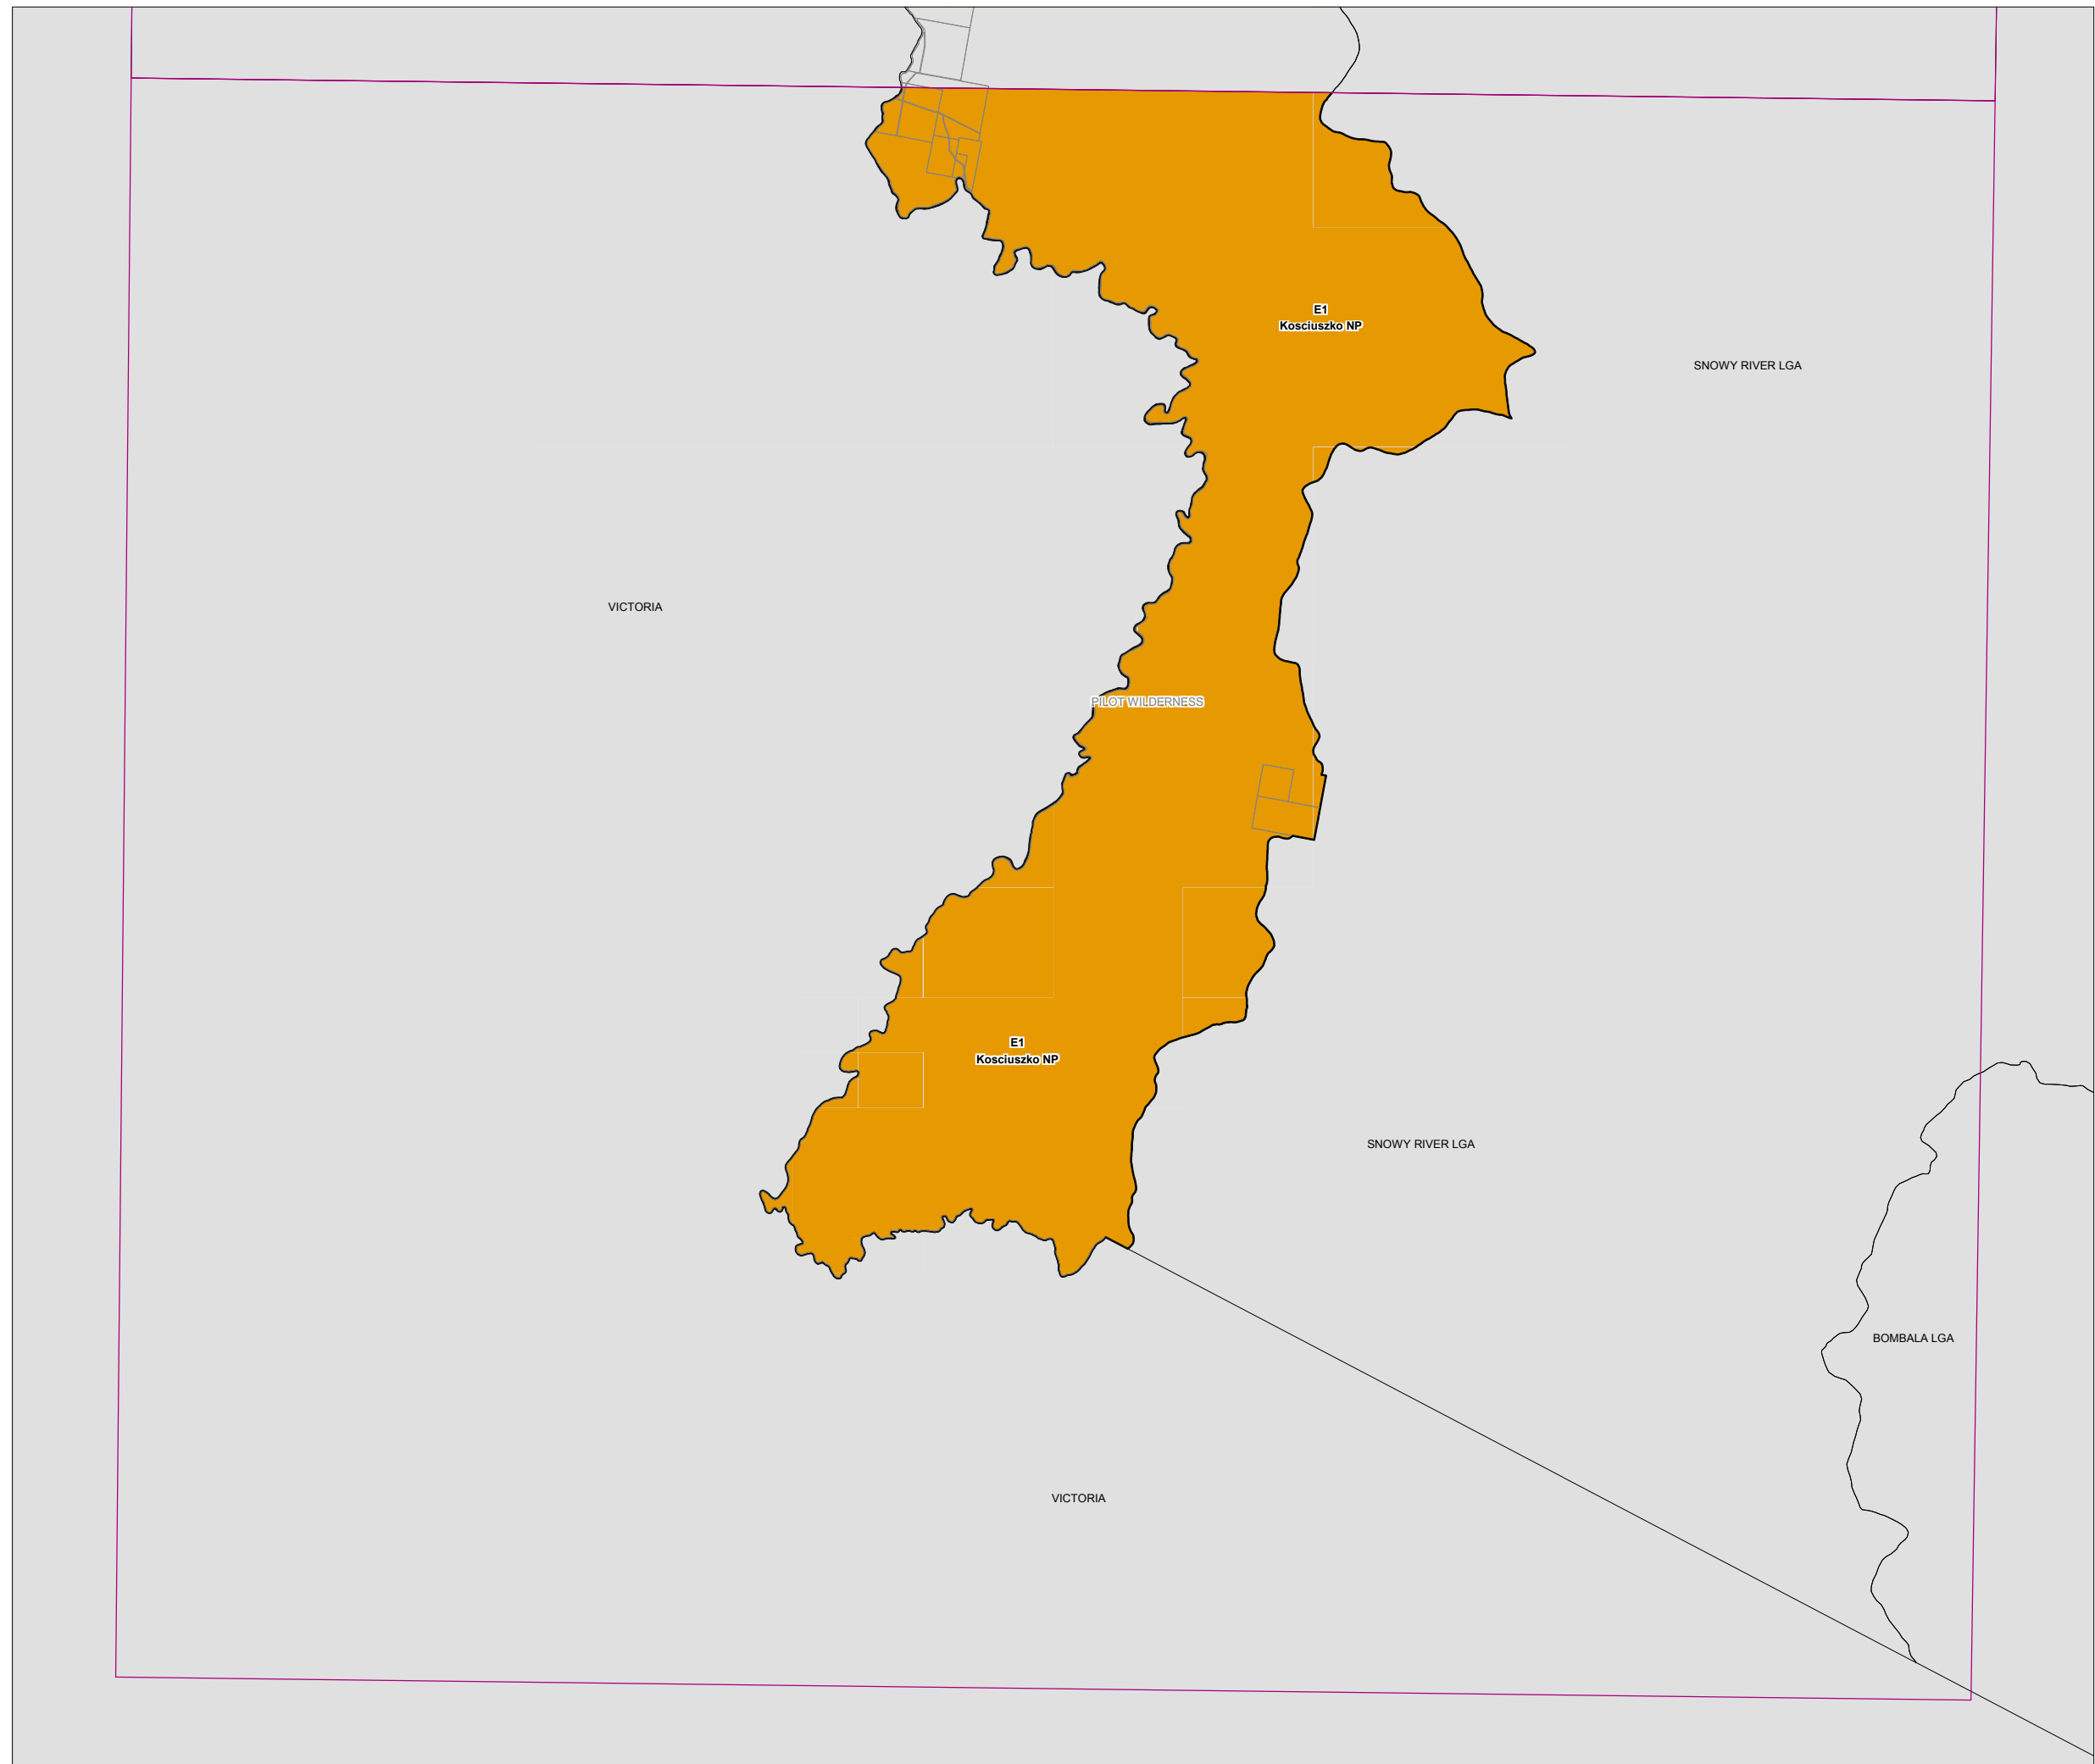 E1
Kosciuszko NP
SNOWY RIVER LGA
VICTORIA
PILOT WILDERNESS
E1
Kosciuszko NP
SNOWY RIVER LGA
BOMBALA LGA
VICTORIA